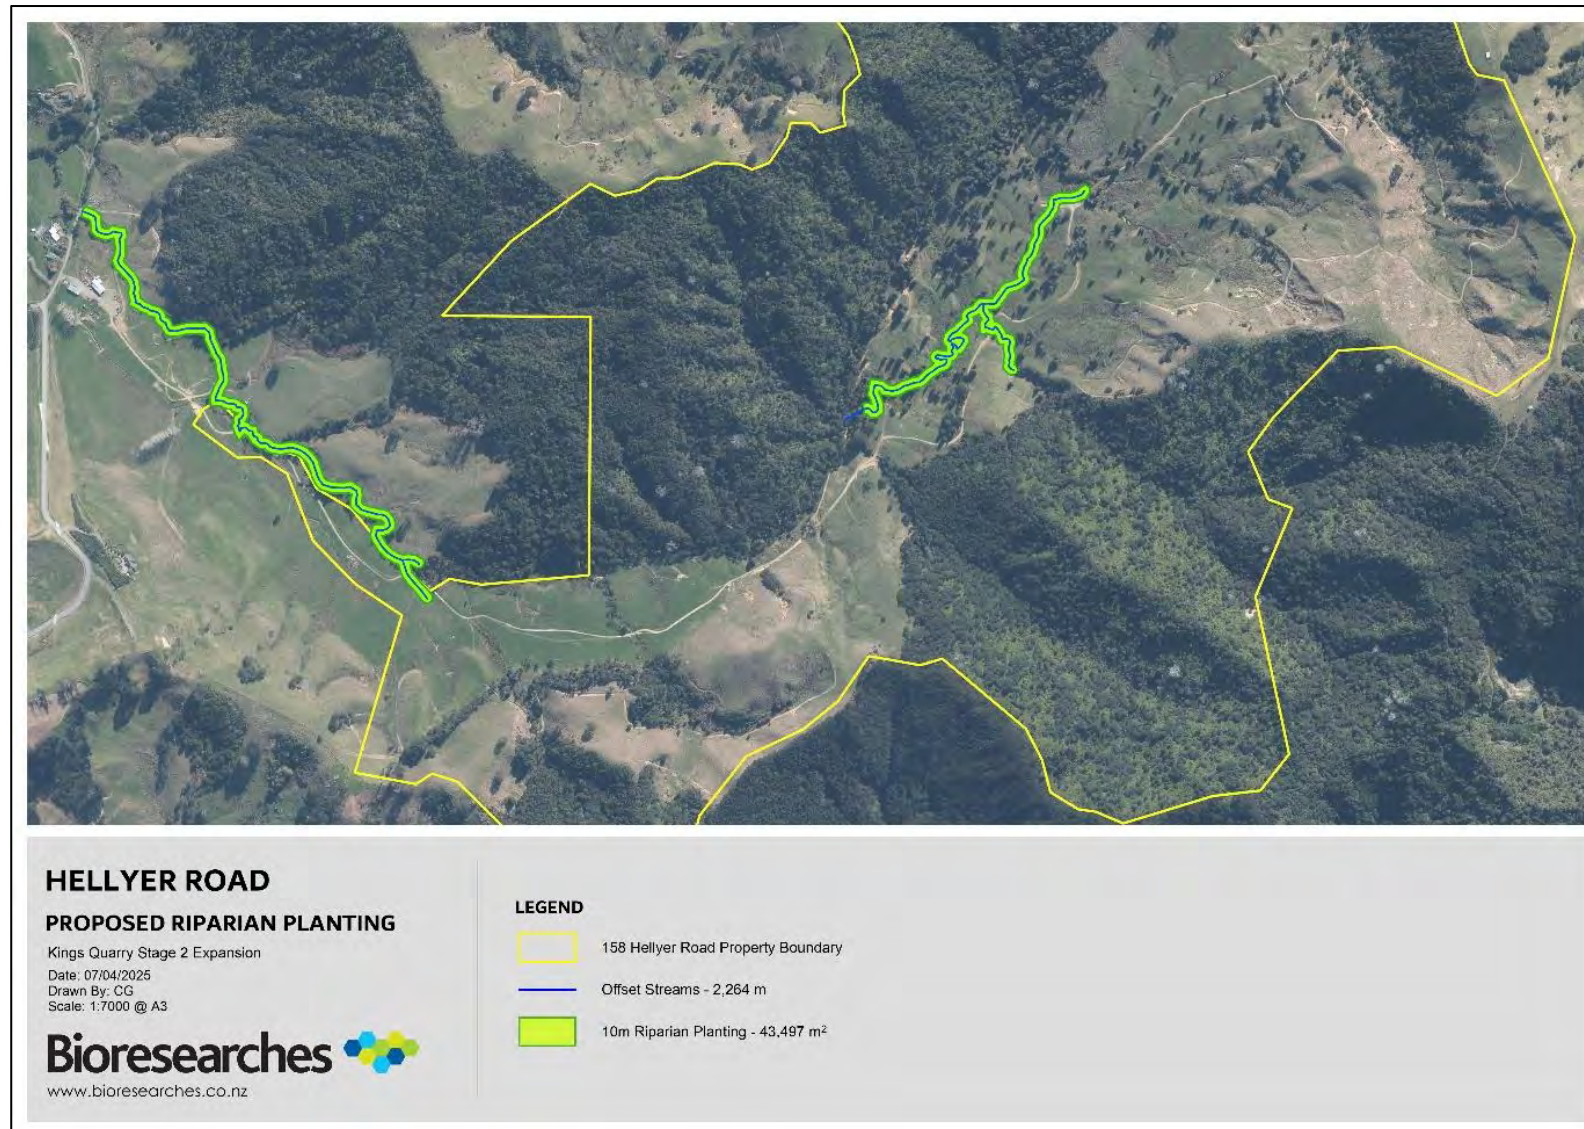 HELLYER ROAD
PROPOSED RIPARIAN PLANTING
Kings Quarry Stage 2 Expansion
Date: 07/04/2025
Drawn By: CG
Scale: 1:7000 @ A3
Bioresearches
www.bioresearches.co.nz
LEGEND
158 Hellyer Road Property Boundary
Offset Streams - 2,264 m
10m Riparian Planting - 43,497 m²